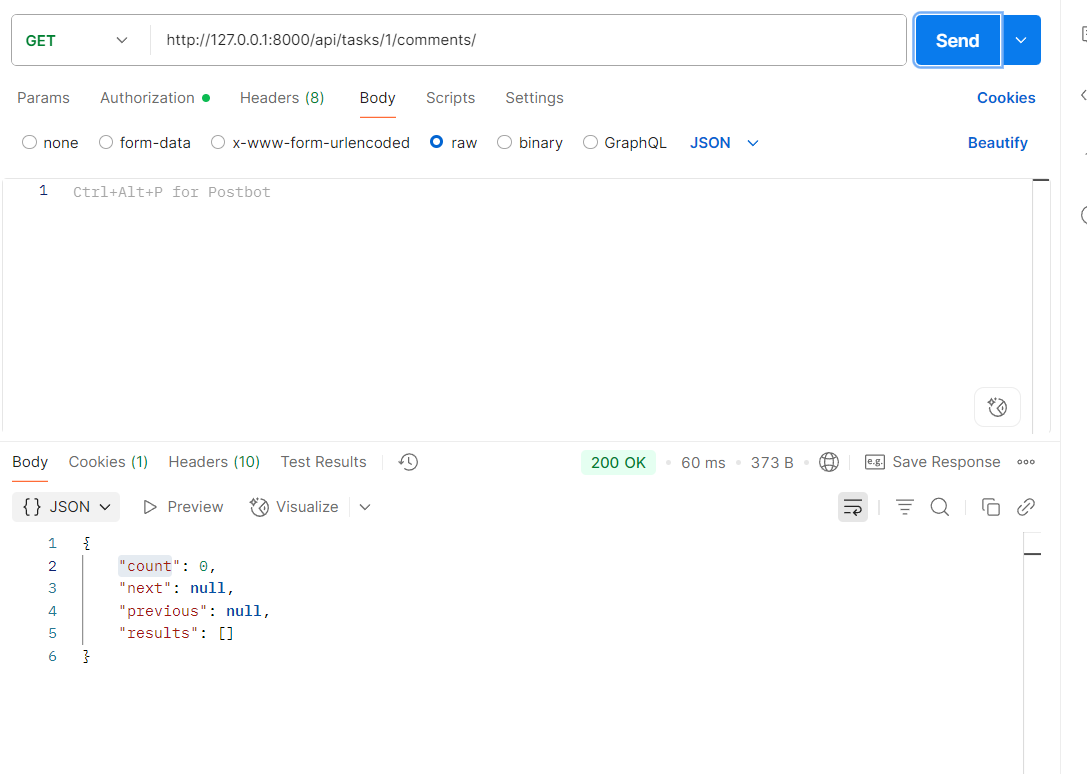 GET http://127.0.0.1:8000/api/tasks/1/comments/ Send
Params Authorization Headers (8) Body Scripts Settings Cookies
none form-data x-www-form-urlencoded raw binary GraphQL JSON Beautify
1 Ctrl+Alt+P for Postbot
Body Cookies (1) Headers (10) Test Results 200 OK 60 ms 373 B e.g. Save Response
{} JSON Preview Visualize
1 {
2 "count": 0,
3 "next": null,
4 "previous": null,
5 "results": []
6 }